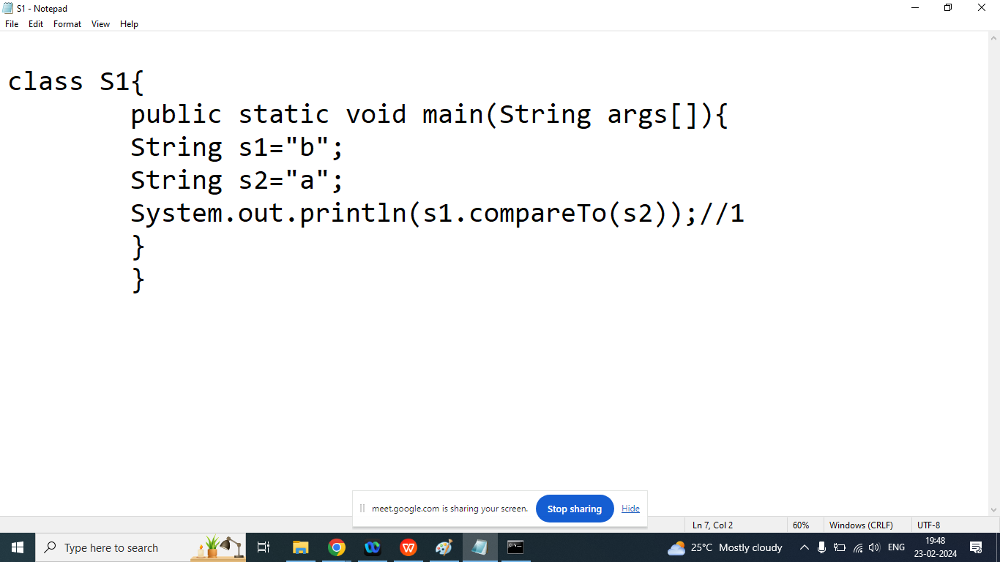 S1 - Notepad
File Edit Format View Help
class S1{
public static void main(String args[]){
String s1="b";
String s2="a";
System.out.println(s1.compareTo(s2));//1
}
}
meet.google.com is sharing your screen. Stop sharing Hide
Ln 7, Col 2 60% Windows (CRLF) UTF-8
Type here to search 25°C Mostly cloudy ENG 19:48
23-02-2024